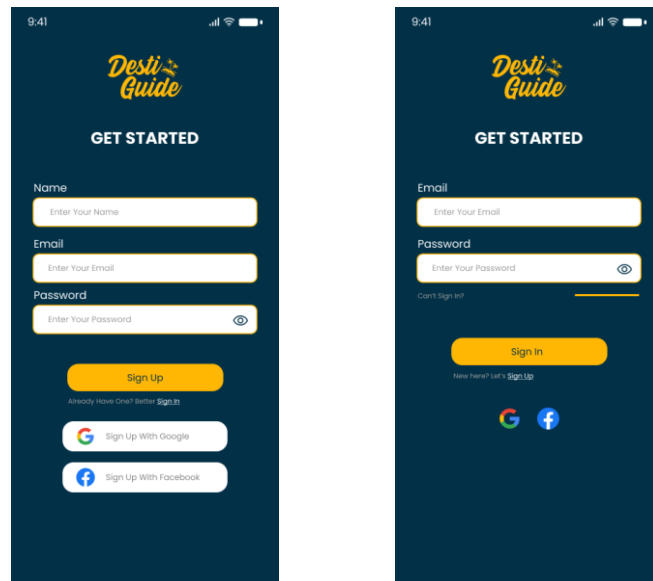 9:41
Desti
Guide
GET STARTED
Name
Enter Your Name
Email
Enter Your Email
Password
Enter Your Password
Sign Up
Already Have One? Better Sign In
Sign Up With Google
Sign Up With Facebook
9:41
Desti
Guide
GET STARTED
Email
Enter Your Email
Password
Enter Your Password
Can't Sign In?
Sign In
New here? Let's Sign Up